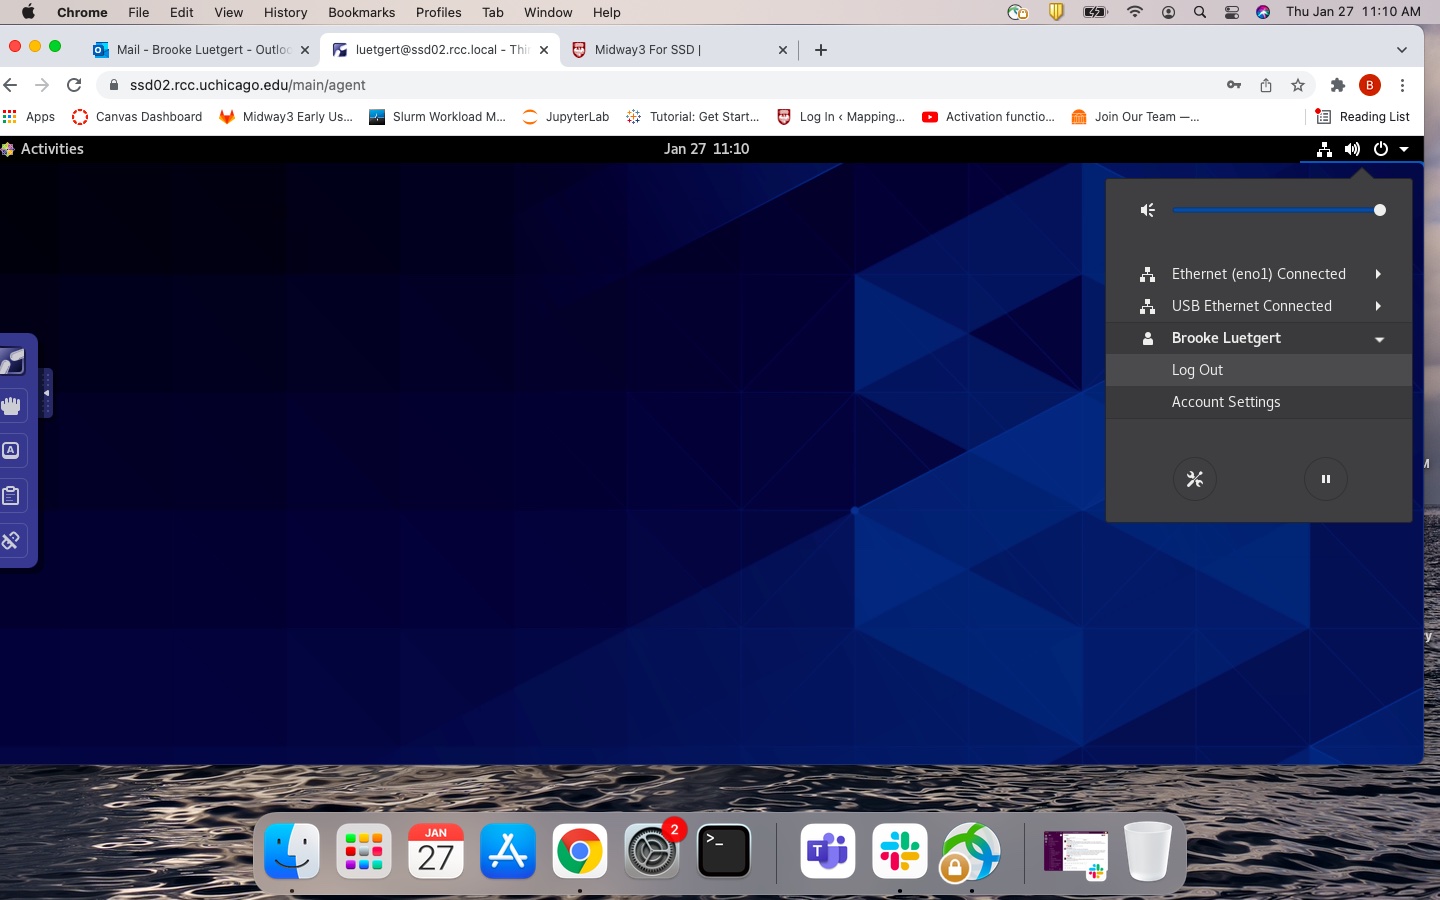 Chrome File Edit View History Bookmarks Profiles Tab Window Help Thu Jan 27 11:10 AM
Mail - Brooke Luetgert - Outloo luetgert@ssd02.rcc.local - Thi Midway3 For SSD |
ssd02.rcc.uchicago.edu/main/agent B
Apps Canvas Dashboard Midway3 Early Us... Slurm Workload M... JupyterLab Tutorial: Get Start... Log In ‹ Mapping... Activation functio... Join Our Team —... Reading List
Activities Jan 27 11:10
Ethernet (eno1) Connected
USB Ethernet Connected
Brooke Luetgert
Log Out
Account Settings
A
M
y
JAN
27
2
>_
T